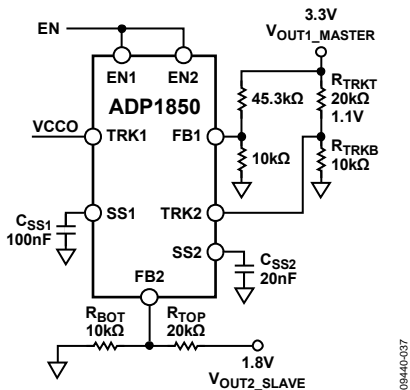 3.3V
VOUT1_MASTER
EN
EN1
EN2
ADP1850
45.3kΩ
RTRKT
20kΩ
1.1V
VCCO
TRK1
FB1
10kΩ
RTRKB
10kΩ
CSS1
100nF
SS1
TRK2
SS2
CSS2
20nF
FB2
RBOT
10kΩ
RTOP
20kΩ
1.8V
VOUT2_SLAVE
09440-037